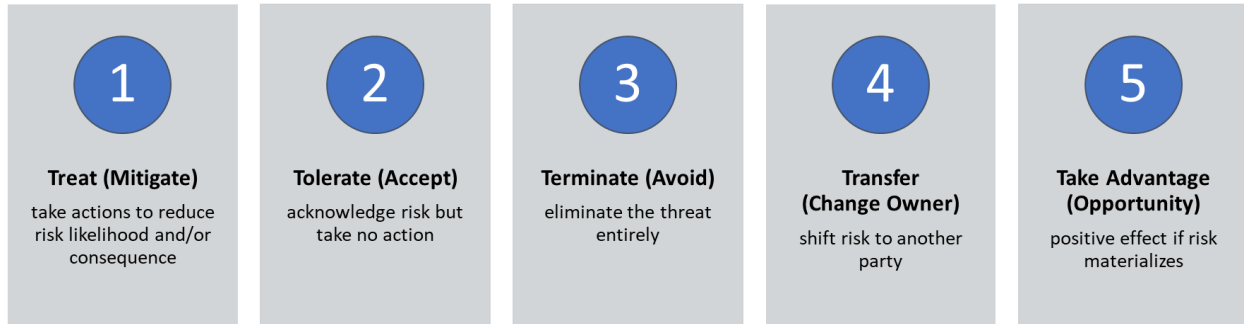 1
Treat (Mitigate)
take actions to reduce
risk likelihood and/or
consequence
2
Tolerate (Accept)
acknowledge risk but
take no action
3
Terminate (Avoid)
eliminate the threat
entirely
4
Transfer
(Change Owner)
shift risk to another
party
5
Take Advantage
(Opportunity)
positive effect if risk
materializes